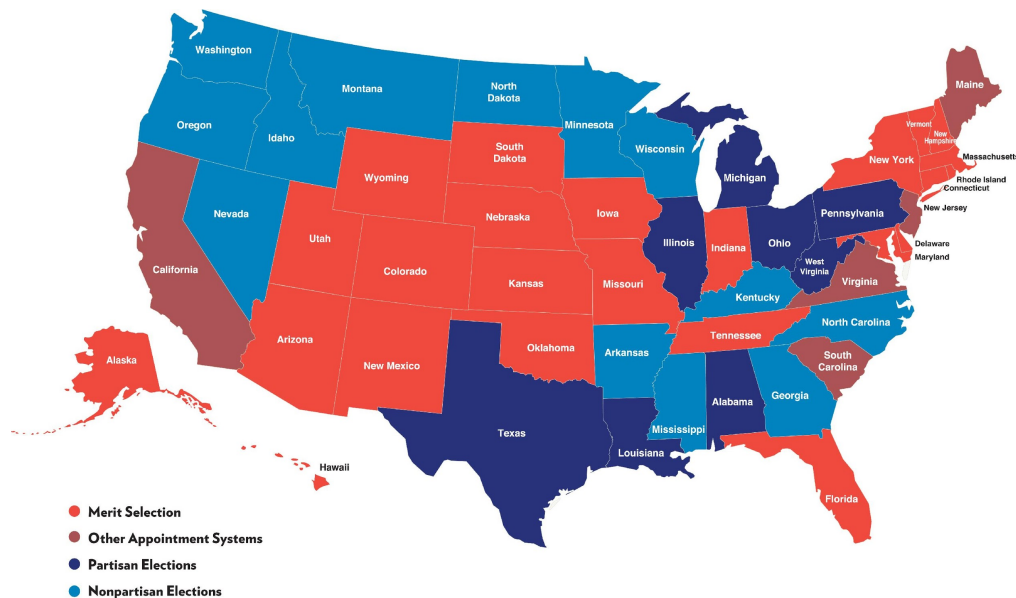 Washington
Montana
North
Dakota
Minnesota
Oregon
Idaho
Wisconsin
Michigan
Maine
Vermont
New
Hampshire
Massachusetts
New York
Rhode Island
Connecticut
South
Dakota
Wyoming
Nevada
Utah
Colorado
California
Nebraska
Iowa
Illinois
Indiana
Ohio
Pennsylvania
New Jersey
Delaware
Maryland
West
Virginia
Virginia
Kansas
Missouri
Kentucky
North Carolina
Tennessee
South
Carolina
Arizona
New Mexico
Oklahoma
Arkansas
Alaska
Texas
Louisiana
Mississippi
Alabama
Georgia
Florida
Hawaii
Merit Selection
Other Appointment Systems
Partisan Elections
Nonpartisan Elections